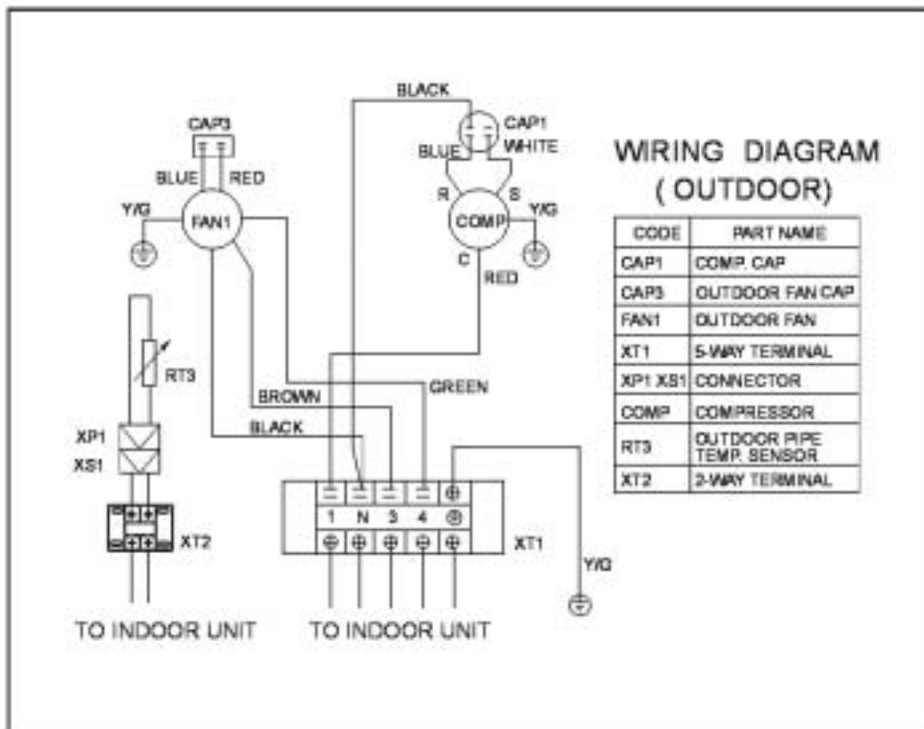 BLACK
CAP3
CAP1
WHITE
BLUE
BLUE RED
R S
Y/G
FAN1
COMP
Y/G
C
RED
RT3
GREEN
BROWN
BLACK
XP1
XS1
1 N 3 4
XT2
XT1
Y/G
TO INDOOR UNIT
TO INDOOR UNIT
WIRING DIAGRAM
( OUTDOOR)
CODE PART NAME
CAP1 COMP. CAP
CAP3 OUTDOOR FAN CAP
FAN1 OUTDOOR FAN
XT1 5-WAY TERMINAL
XP1 XS1 CONNECTOR
COMP COMPRESSOR
RT3 OUTDOOR PIPE
TEMP. SENSOR
XT2 2-WAY TERMINAL